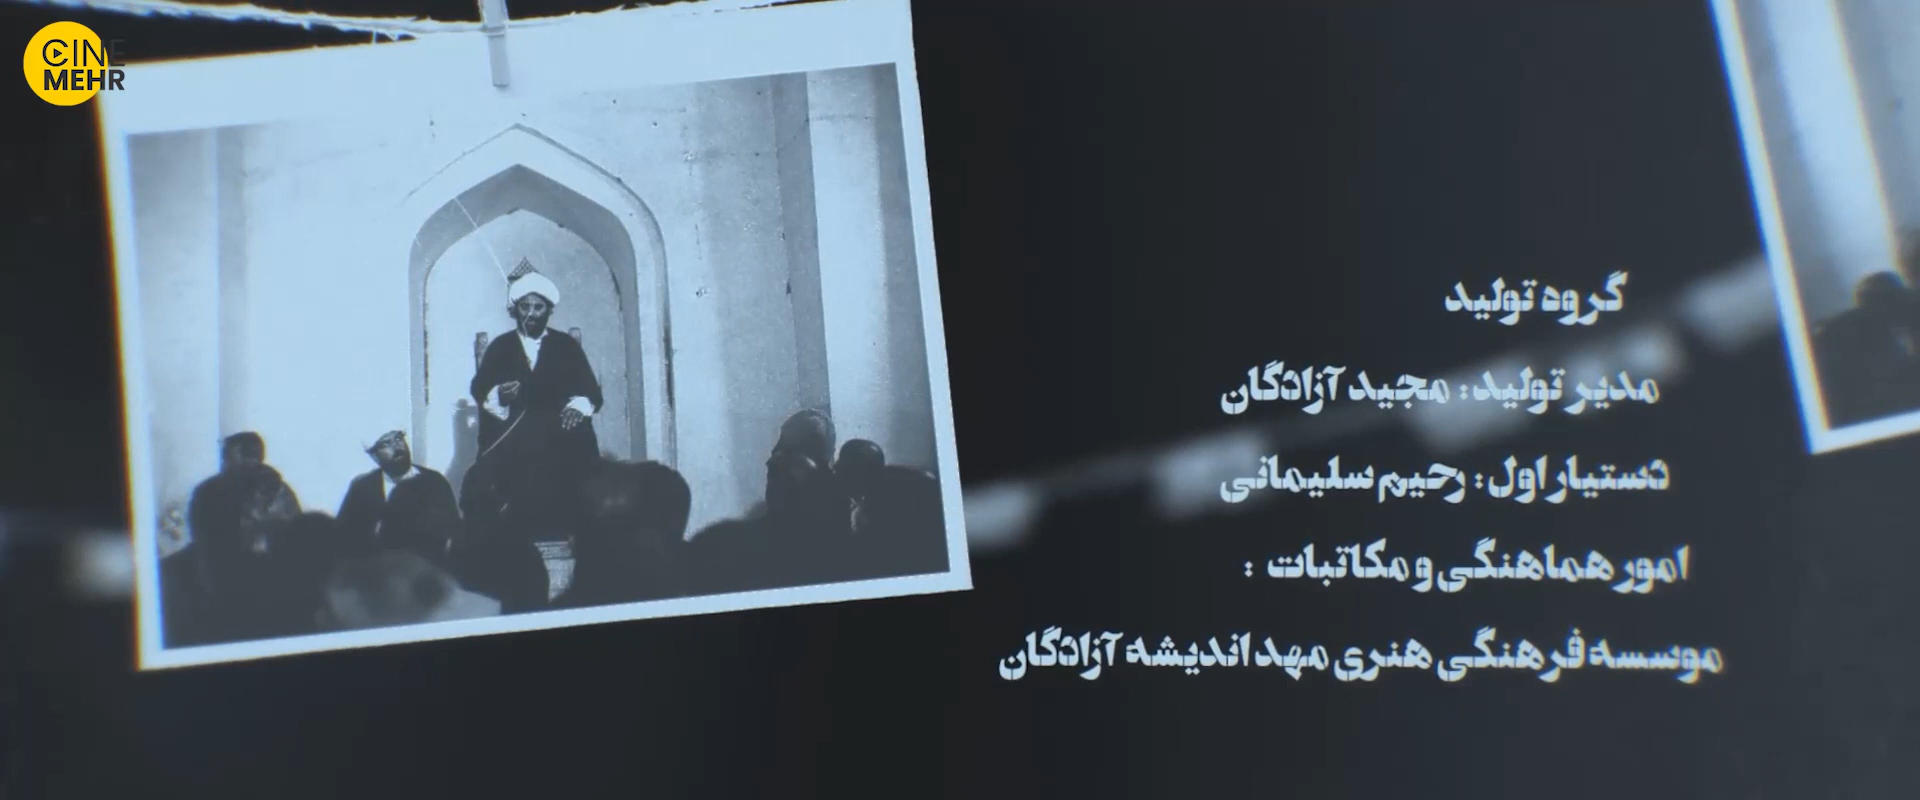 CINE
MEHR
گروه تولید
مدیر تولید : مجید آزادگان
دستیار اول : رحیم سلیمانی
امور هماهنگی و مکاتبات :
موسسه فرهنگی هنری مهد اندیشه آزادگان